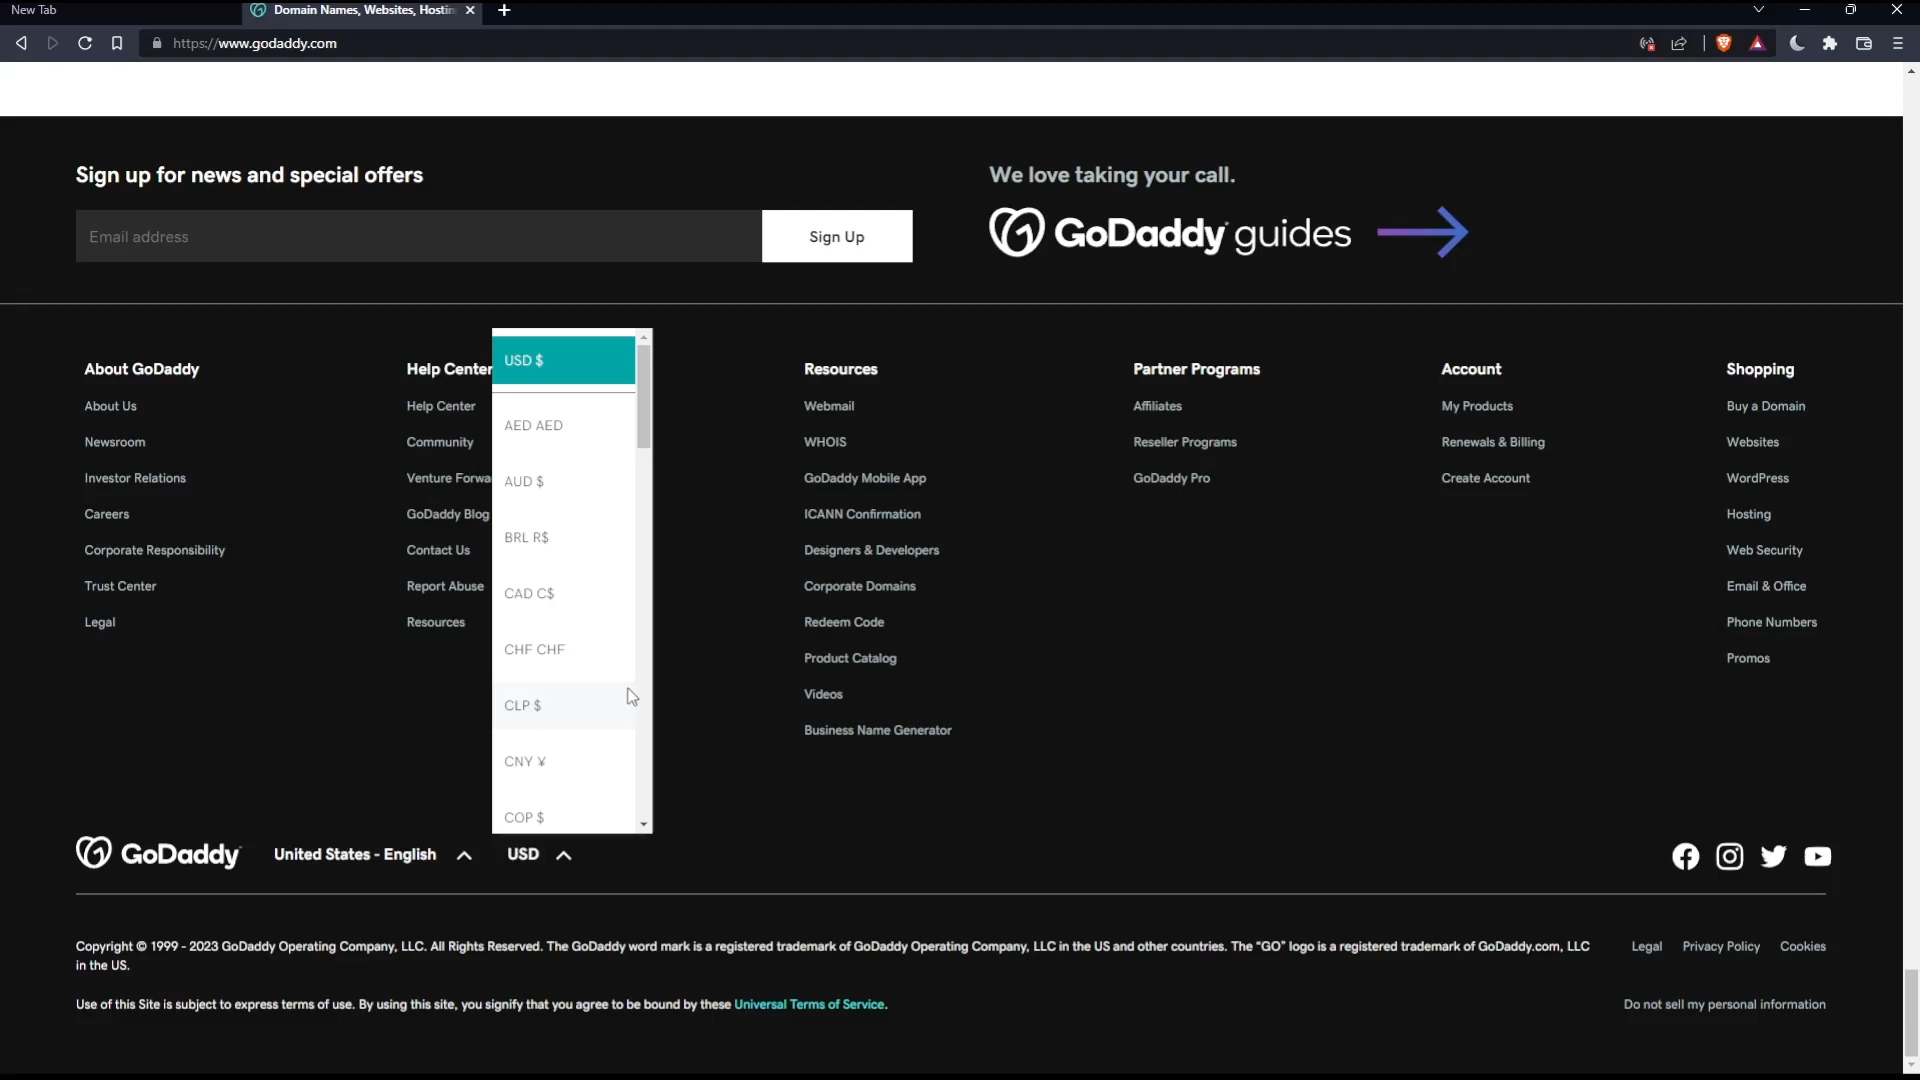 New Tab
Domain Names, Websites, Hostin
https://www.godaddy.com
Sign up for news and special offers
Email address
Sign Up
We love taking your call.
GoDaddy guides
About GoDaddy
About Us
Newsroom
Investor Relations
Careers
Corporate Responsibility
Trust Center
Legal
Help Center
Help Center
Community
Venture Forwa
GoDaddy Blog
Contact Us
Report Abuse
Resources
USD $
AED AED
AUD $
BRL R$
CAD C$
CHF CHF
CLP $
CNY ¥
COP $
Resources
Webmail
WHOIS
GoDaddy Mobile App
ICANN Confirmation
Designers & Developers
Corporate Domains
Redeem Code
Product Catalog
Videos
Business Name Generator
Partner Programs
Affiliates
Reseller Programs
GoDaddy Pro
Account
My Products
Renewals & Billing
Create Account
Shopping
Buy a Domain
Websites
WordPress
Hosting
Web Security
Email & Office
Phone Numbers
Promos
GoDaddy
United States - English
USD
Copyright © 1999 - 2023 GoDaddy Operating Company, LLC. All Rights Reserved. The GoDaddy word mark is a registered trademark of GoDaddy Operating Company, LLC in the US and other countries. The “GO” logo is a registered trademark of GoDaddy.com, LLC
in the US.
Legal
Privacy Policy
Cookies
Use of this Site is subject to express terms of use. By using this site, you signify that you agree to be bound by these Universal Terms of Service.
Do not sell my personal information